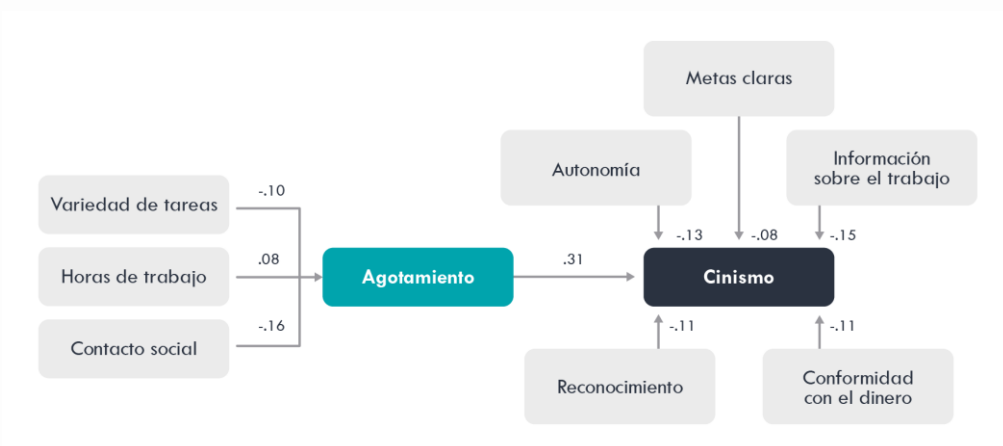 Metas claras
Autonomía
Información
sobre el trabajo
Variedad de tareas
-.10
-.13
-.08
-.15
Horas de trabajo
.08
Agotamiento
.31
Cinismo
Contacto social
-.16
-.11
-.11
Reconocimiento
Conformidad
con el dinero